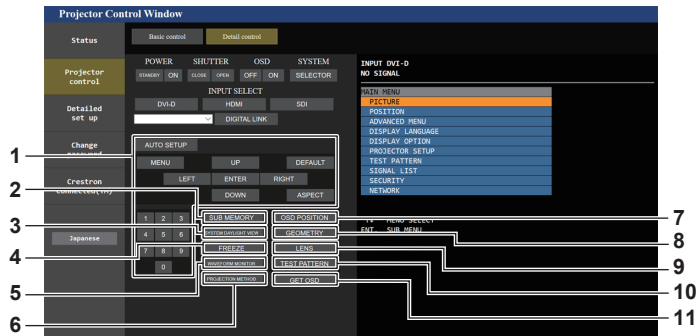 Projector Control Window
Status
Basic control
Detail control
POWER SHUTTER OSD SYSTEM
STANDBY ON CLOSE OPEN OFF ON SELECTOR
INPUT SELECT
DVI-D HDMI SDI
DIGITAL LINK
Projector
control
Detailed
set up
Change
password
Crestron
Connected(TM)
Japanese
AUTO SETUP
MENU UP DEFAULT
LEFT ENTER RIGHT
DOWN ASPECT
1 2 3
4 5 6
7 8 9
0
SUB MEMORY
SYSTEM DAYLIGHT VIEW
FREEZE
WAVEFORM MONITOR
PROJECTION METHOD
OSD POSITION
GEOMETRY
LENS
TEST PATTERN
GET OSD
INPUT DVI-D
NO SIGNAL
MAIN MENU
PICTURE
POSITION
ADVANCED MENU
DISPLAY LANGUAGE
DISPLAY OPTION
PROJECTOR SETUP
TEST PATTERN
SIGNAL LIST
SECURITY
NETWORK
MENU SELECT
ENT SUB MENU
1
2
3
4
5
6
7
8
9
10
11